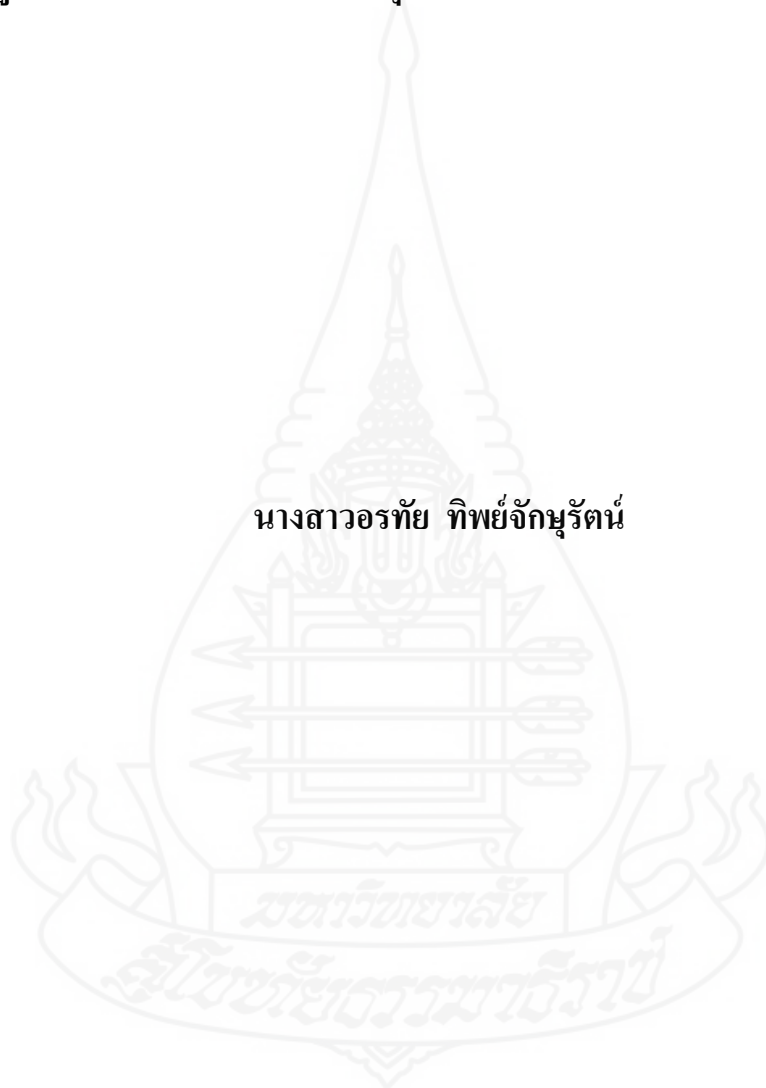 นางสาวอรทัย ทิพย์จักษุรัตน์
มหาวิทยาลัย
สุโขทัยธรรมาธิราช